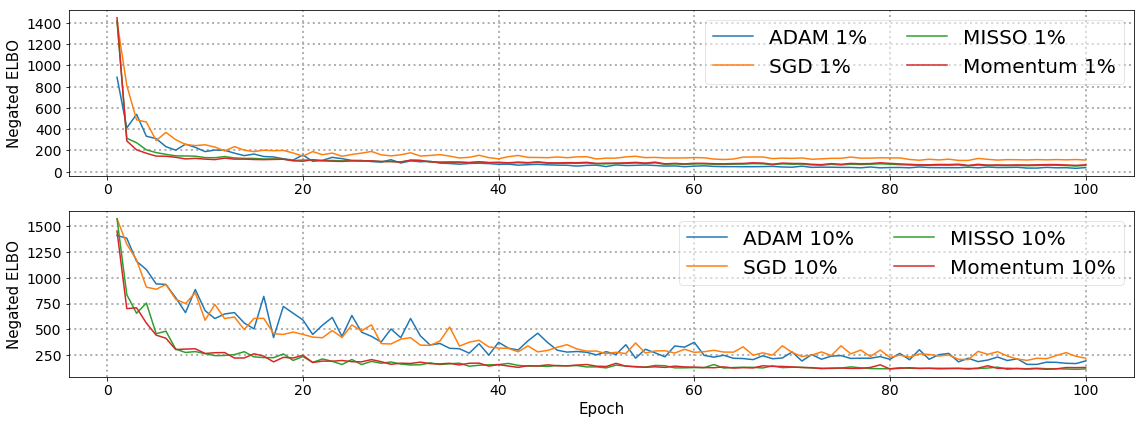 Negated ELBO
1400
1200
1000
800
600
400
200
0
ADAM 1%
SGD 1%
MISSO 1%
Momentum 1%
0 20 40 60 80 100
Negated ELBO
1500
1250
1000
750
500
250
ADAM 10%
SGD 10%
MISSO 10%
Momentum 10%
0 20 40 60 80 100
Epoch